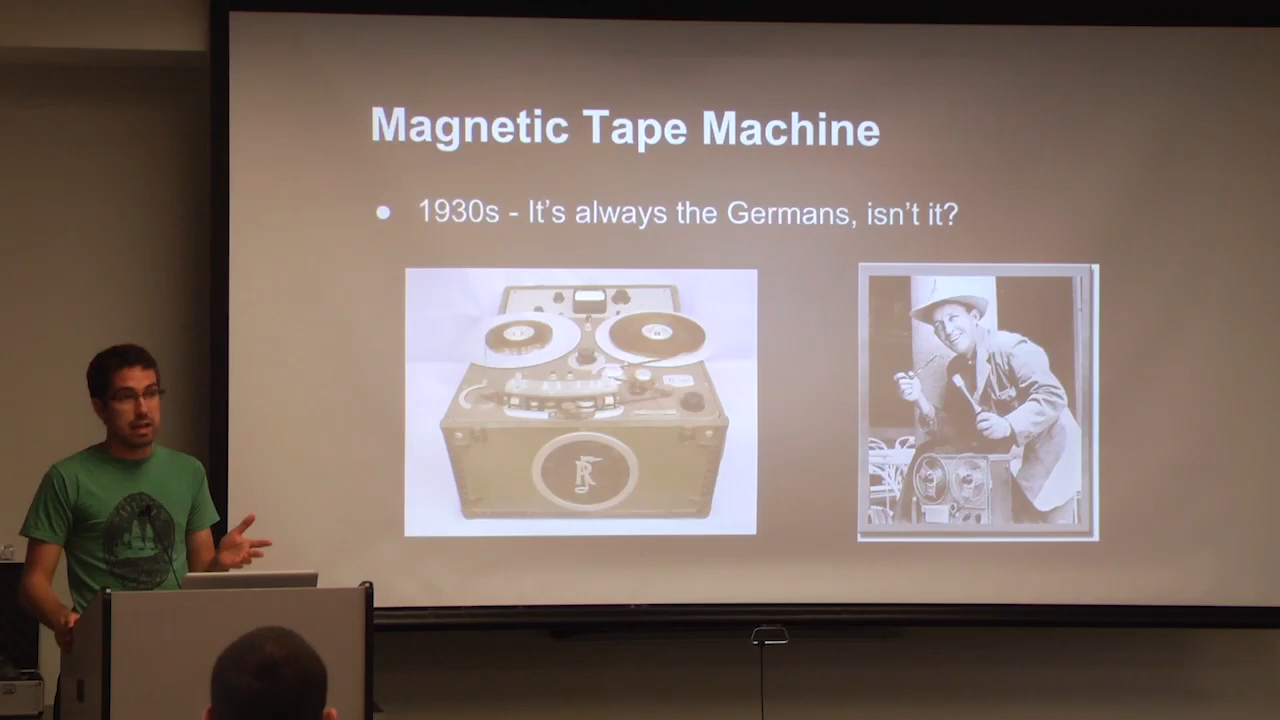 Magnetic Tape Machine
● 1930s - It's always the Germans, isn't it?